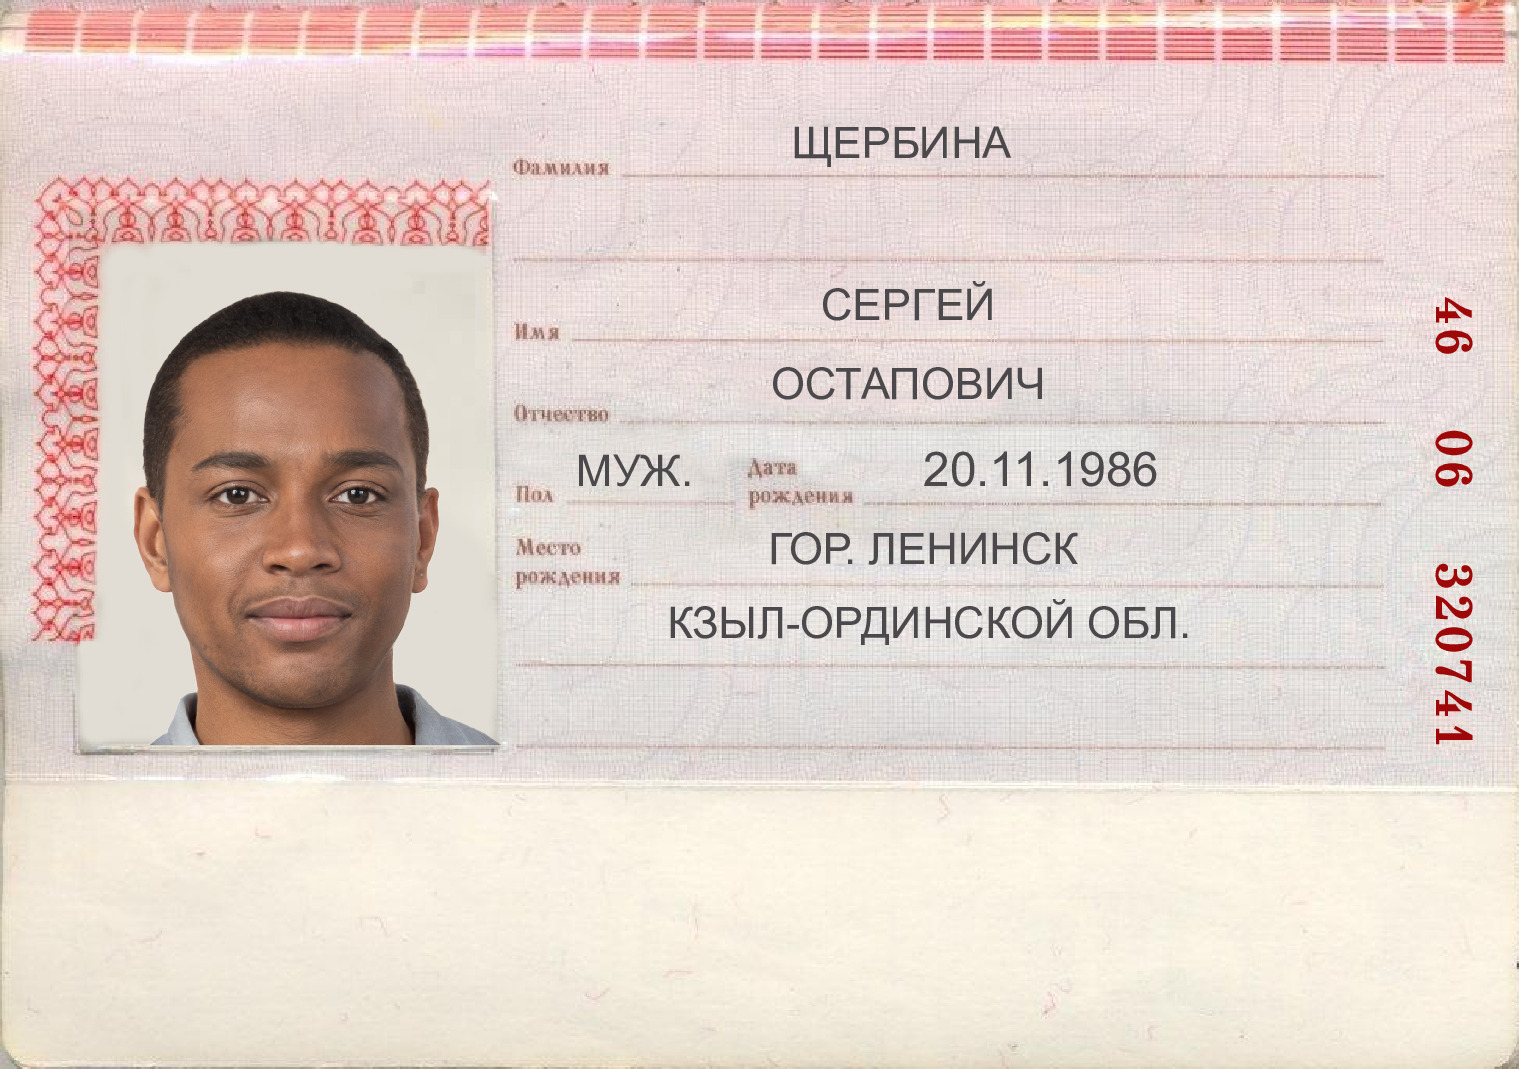 ЩЕРБИНА
Фамилия
СЕРГЕЙ
Имя
ОСТАПОВИЧ
Отчество
МУЖ. Дата рождения 20.11.1986
Пол
Место рождения ГОР. ЛЕНИНСК
КЗЫЛ-ОРДИНСКОЙ ОБЛ.
46 06 320741